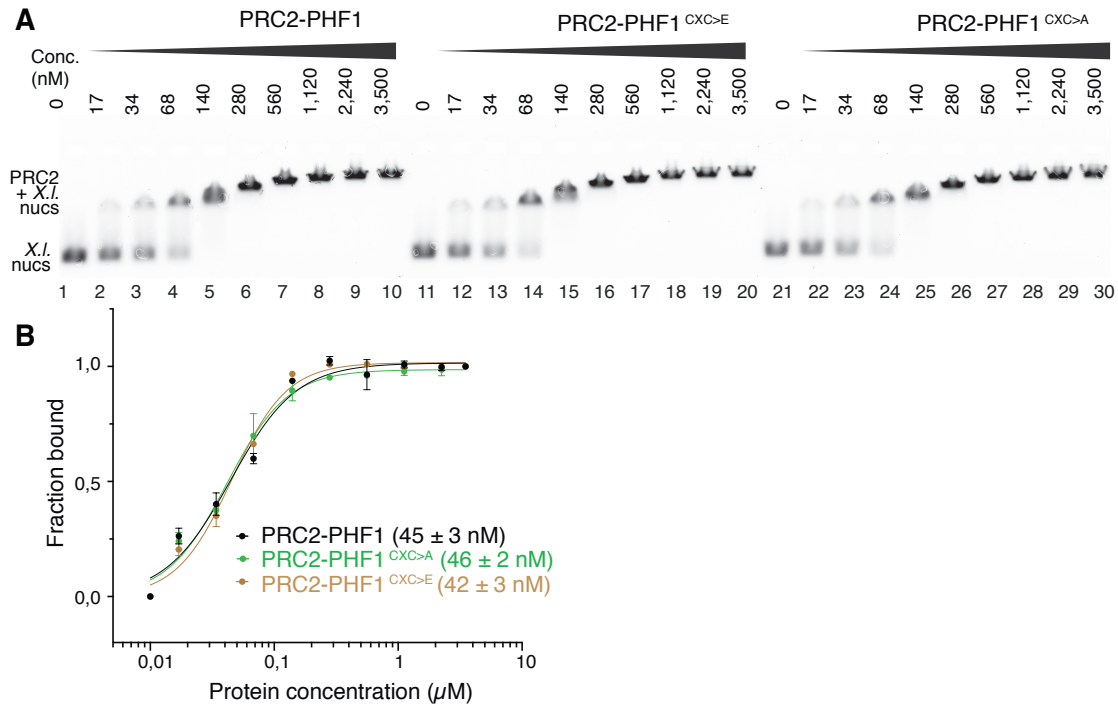 A
PRC2-PHF1 PRC2-PHF1 CXC>E PRC2-PHF1 CXC>A
Conc.
(nM)
0 17 34 68 140 280 560 1,120 2,240 3,500 0 17 34 68 140 280 560 1,120 2,240 3,500 0 17 34 68 140 280 560 1,120 2,240 3,500
PRC2
+ X.l.
nucs
X.l.
nucs
1 2 3 4 5 6 7 8 9 10 11 12 13 14 15 16 17 18 19 20 21 22 23 24 25 26 27 28 29 30
B
1,0
0,5
0,0
Fraction bound
PRC2-PHF1 (45 ± 3 nM)
PRC2-PHF1 CXC>A (46 ± 2 nM)
PRC2-PHF1 CXC>E (42 ± 3 nM)
0,01 0,1 1 10
Protein concentration (µM)